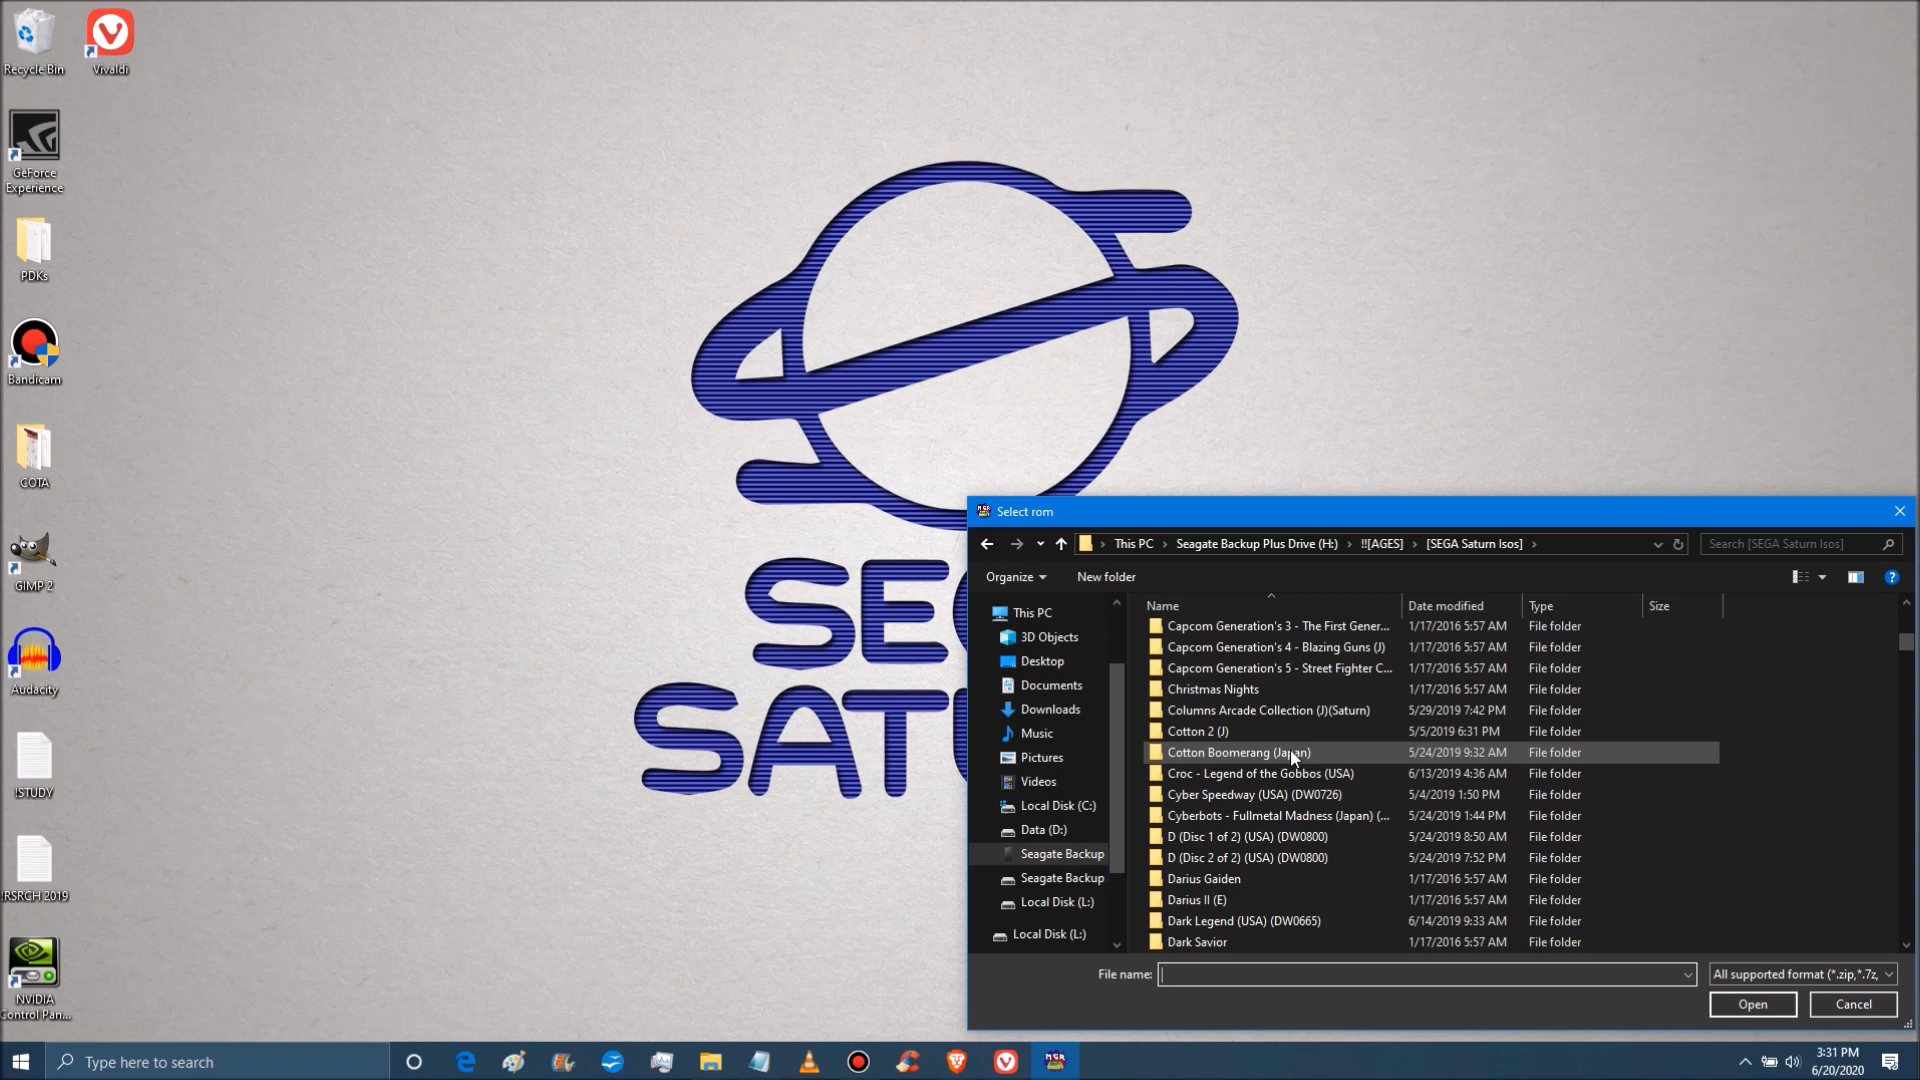 Recycle Bin
Vivaldi
GeForce
Experience
PDKs
Bandicam
COTA
GIMP 2
Audacity
!STUDY
!RSRCH 2019
NVIDIA
Control Pan...
SEGA
SATU
Select rom
This PC > Seagate Backup Plus Drive (H:) > !![AGES] > [SEGA Saturn Isos] >
Search [SEGA Saturn Isos]
Organize
New folder
This PC
3D Objects
Desktop
Documents
Downloads
Music
Pictures
Videos
Local Disk (C:)
Data (D:)
Seagate Backup
Seagate Backup
Local Disk (L:)
Local Disk (L:)
Name Date modified Type Size
Capcom Generation's 3 - The First Gener... 1/17/2016 5:57 AM File folder
Capcom Generation's 4 - Blazing Guns (J) 1/17/2016 5:57 AM File folder
Capcom Generation's 5 - Street Fighter C... 1/17/2016 5:57 AM File folder
Christmas Nights 1/17/2016 5:57 AM File folder
Columns Arcade Collection (J)(Saturn) 5/29/2019 7:42 PM File folder
Cotton 2 (J) 5/5/2019 6:31 PM File folder
Cotton Boomerang (Japan) 5/24/2019 9:32 AM File folder
Croc - Legend of the Gobbos (USA) 6/13/2019 4:36 AM File folder
Cyber Speedway (USA) (DW0726) 5/4/2019 1:50 PM File folder
Cyberbots - Fullmetal Madness (Japan) (... 5/24/2019 1:44 PM File folder
D (Disc 1 of 2) (USA) (DW0800) 5/24/2019 8:50 AM File folder
D (Disc 2 of 2) (USA) (DW0800) 5/24/2019 7:52 PM File folder
Darius Gaiden 1/17/2016 5:57 AM File folder
Darius II (E) 1/17/2016 5:57 AM File folder
Dark Legend (USA) (DW0665) 6/14/2019 9:33 AM File folder
Dark Savior 1/17/2016 5:57 AM File folder
File name:
All supported format (*.zip,*.7z,
Open
Cancel
Type here to search
3:31 PM
6/20/2020